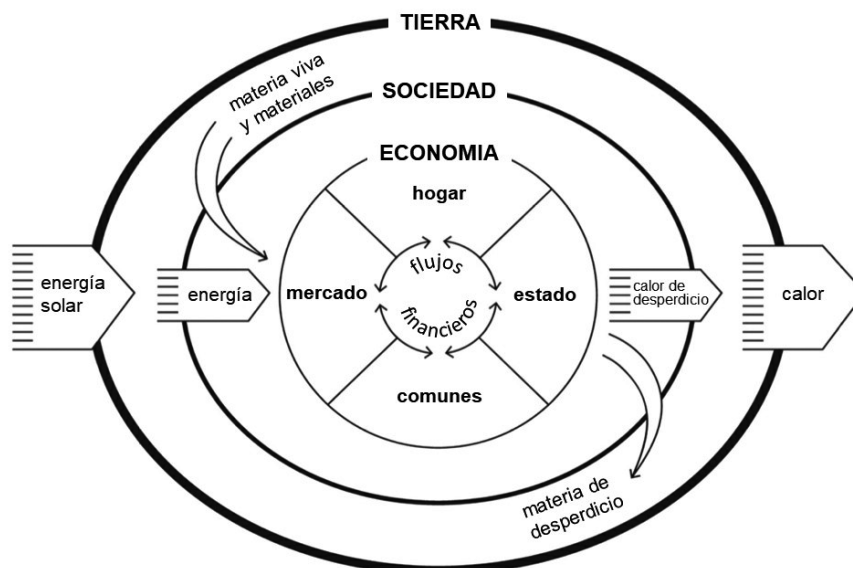 TIERRA
materia viva
y materiales
SOCIEDAD
ECONOMIA
hogar
energía
solar
energía
mercado
flujos
financieros
estado
calor de
desperdicio
calor
comunes
materia de
desperdicio